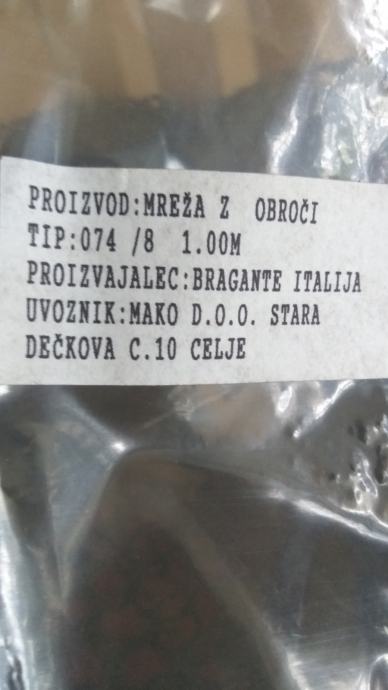 PROIZVOD:MREŽA Z OBROČI
TIP:074 /8 1.00M
PROIZVAJALEC:BRAGANTE ITALIJA
UVOZNIK:MAKO D.O.O. STARA
DEČKOVA C.10 CELJE